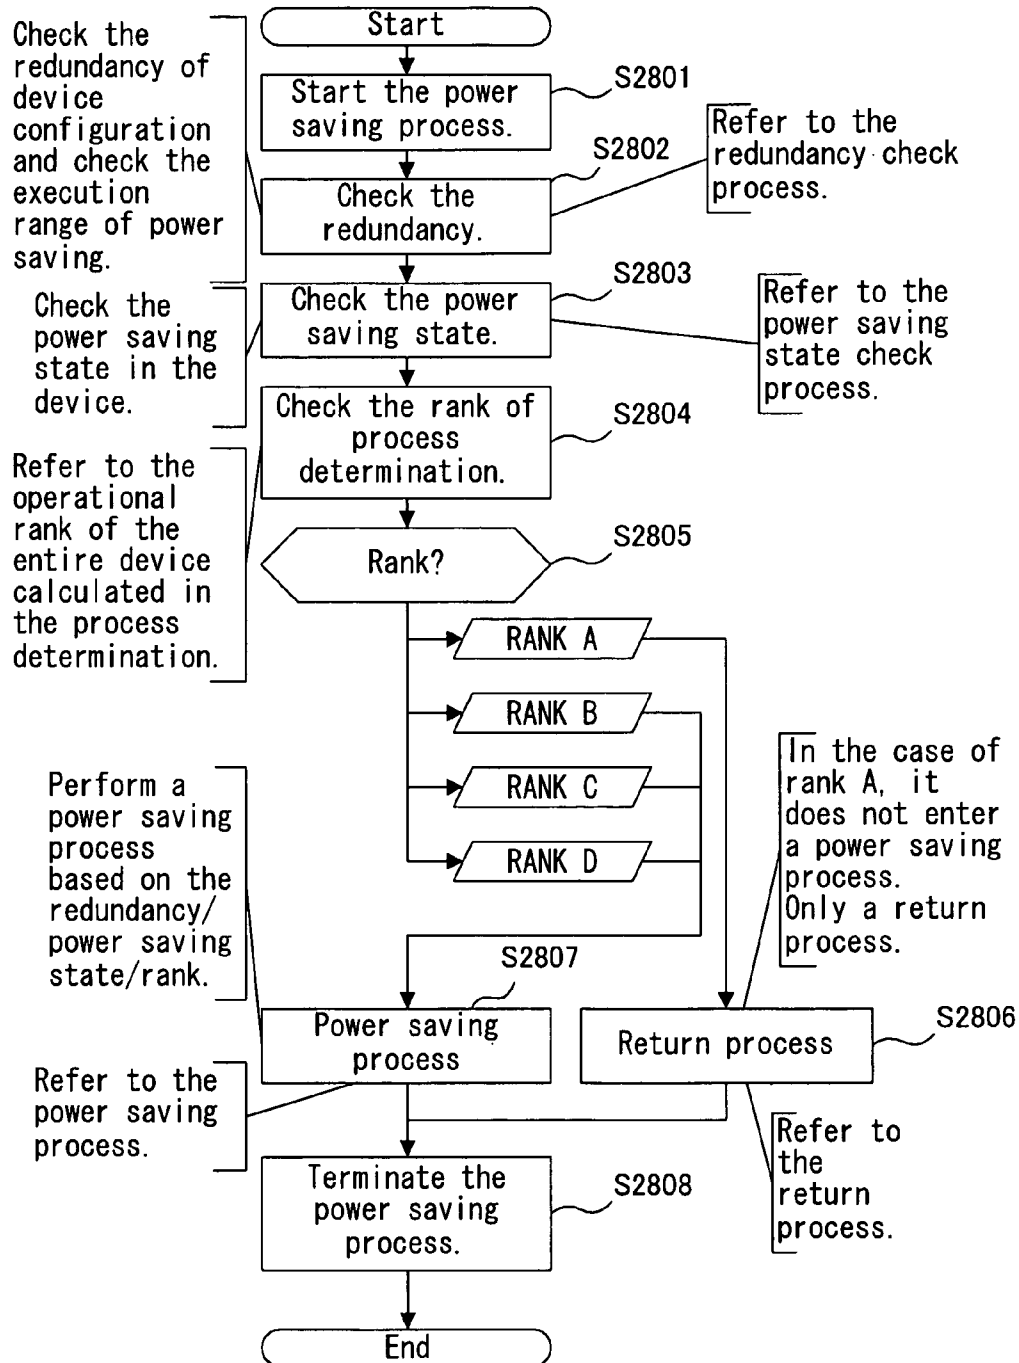 Start
Check the
redundancy of
device
configuration
and check the
execution
range of power
saving.
S2801
Start the power
saving process.
S2802
Refer to the
redundancy check
process.
Check the
redundancy.
S2803
Check the
power saving
state in the
device.
Check the power
saving state.
Refer to the
power saving
state check
process.
S2804
Check the rank of
process
determination.
Refer to the
operational
rank of the
entire device
calculated in
the process
determination.
S2805
Rank?
RANK A
RANK B
RANK C
RANK D
In the case of
rank A, it
does not enter
a power saving
process.
Only a return
process.
Perform a
power saving
process
based on the
redundancy/
power saving
state/rank.
S2807
Power saving
process
S2806
Return process
Refer to the
power saving
process.
Refer to
the
return
process.
S2808
Terminate the
power saving
process.
End